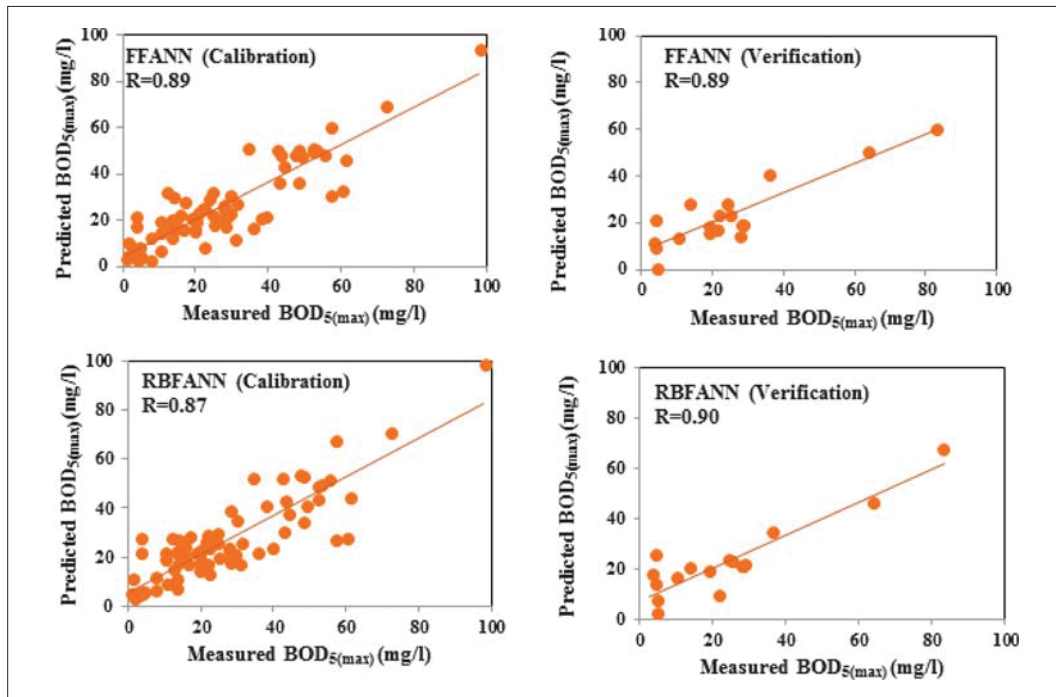 FFANN (Calibration)
R=0.89
Predicted BOD5(max) (mg/l)
100
80
60
40
20
0
0 20 40 60 80 100
Measured BOD5(max) (mg/l)
FFANN (Verification)
R=0.89
Predicted BOD5(max) (mg/l)
100
80
60
40
20
0
0 20 40 60 80 100
Measured BOD5(max) (mg/l)
RBFANN (Calibration)
R=0.87
Predicted BOD5(max) (mg/l)
100
80
60
40
20
0
0 20 40 60 80 100
Measured BOD5(max) (mg/l)
RBFANN (Verification)
R=0.90
Predicted BOD5(max) (mg/l)
100
80
60
40
20
0
0 20 40 60 80 100
Measured BOD5(max) (mg/l)